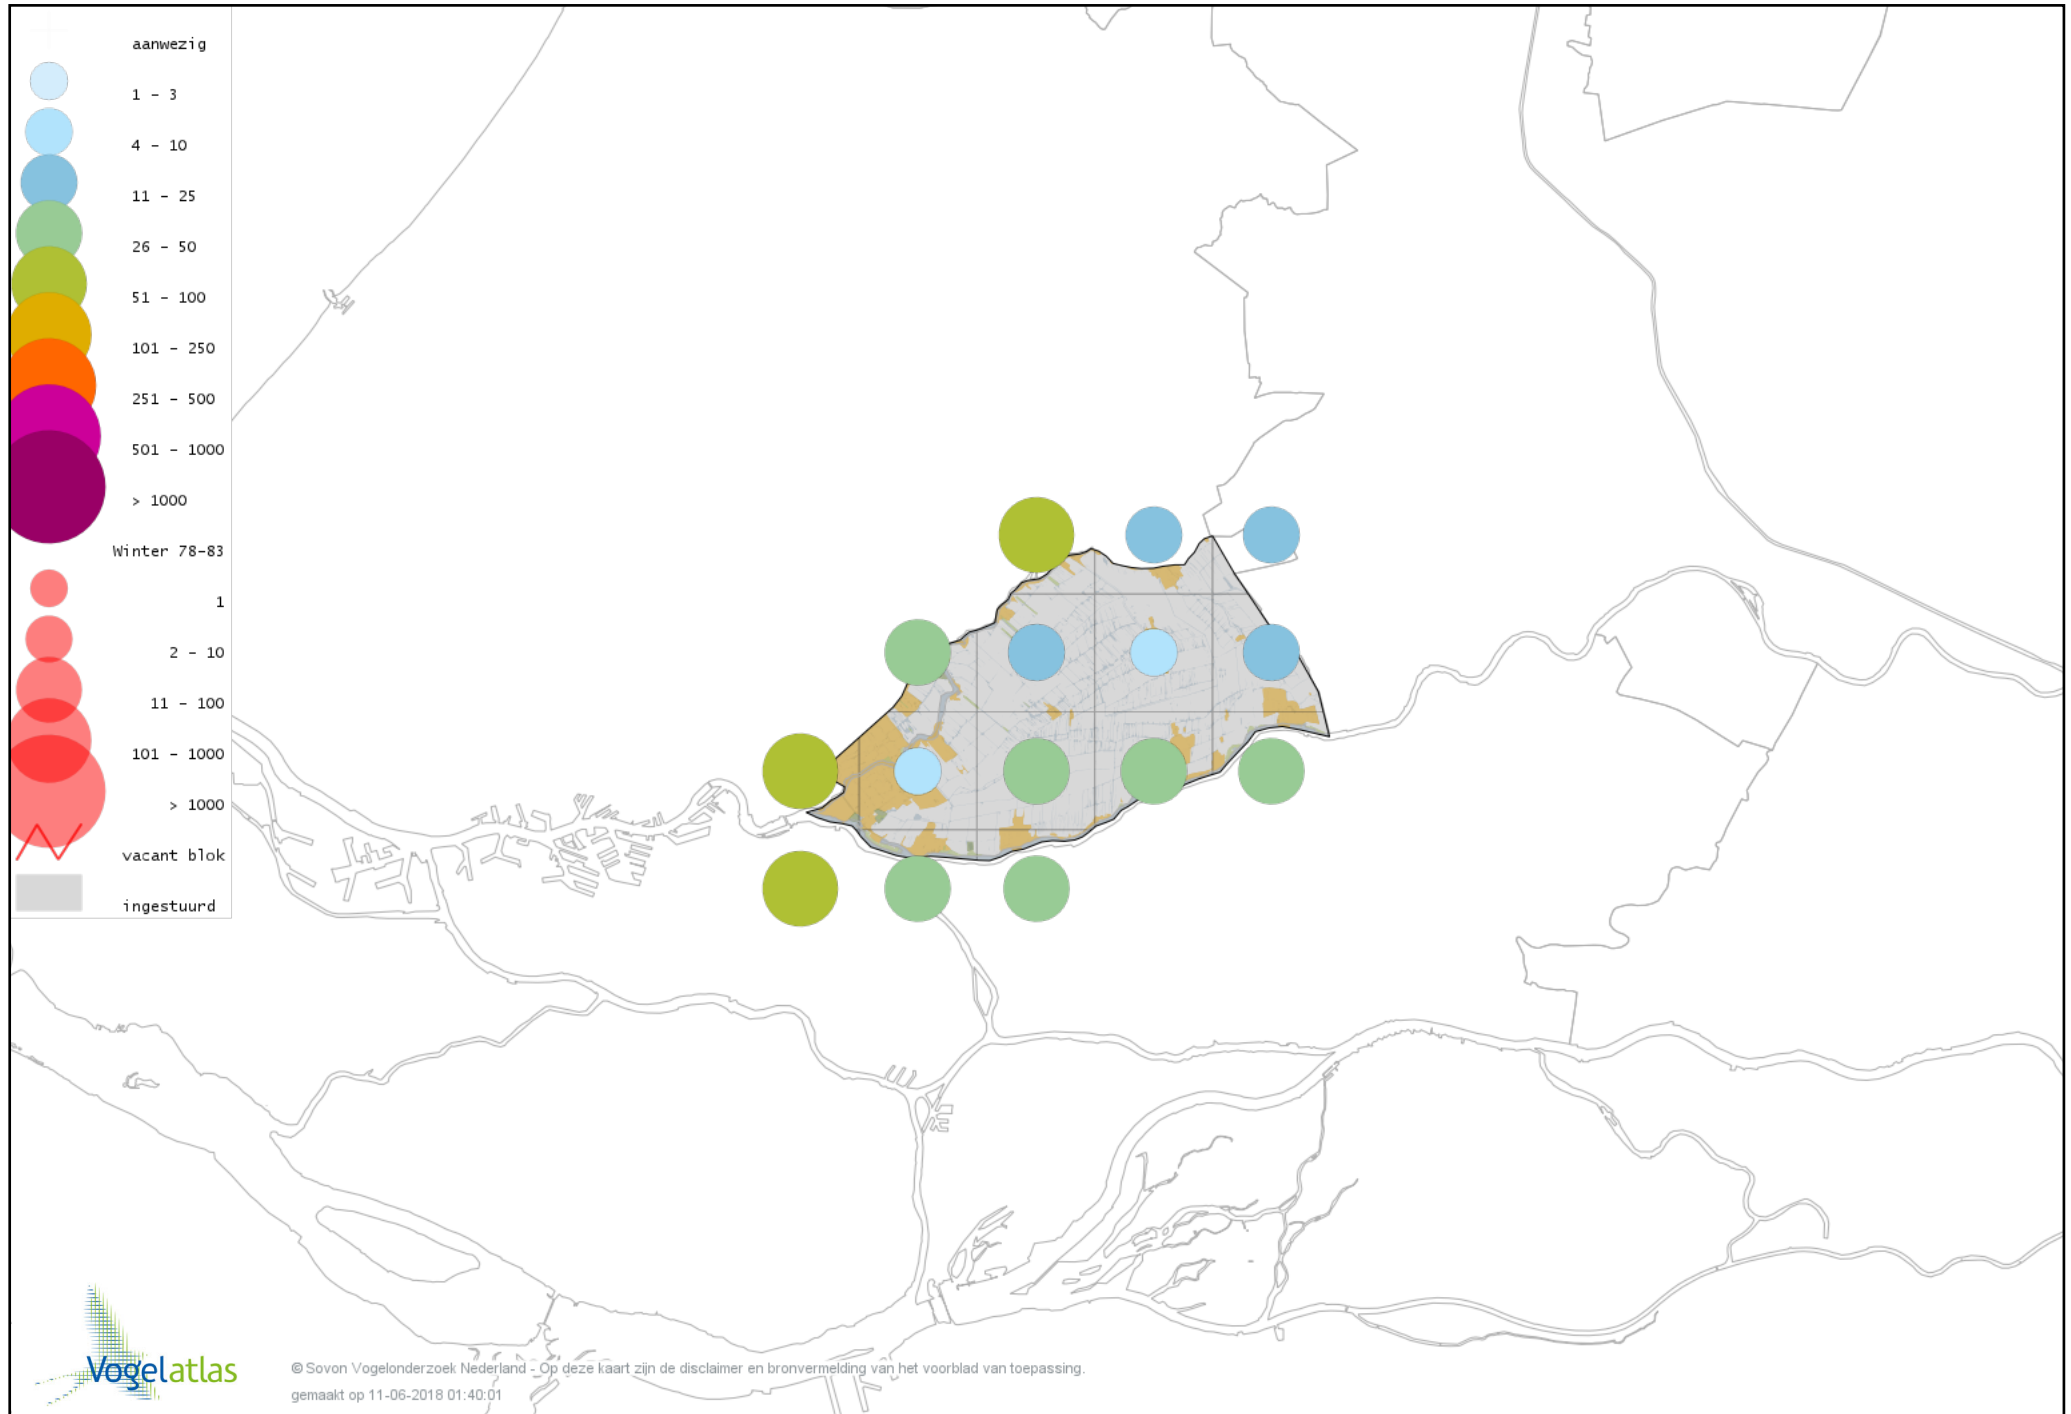 aanwezig
1 - 3
4 - 10
11 - 25
26 - 50
51 - 100
101 - 250
251 - 500
501 - 1000
> 1000
Winter 78-83
1
2 - 10
11 - 100
101 - 1000
> 1000
vacant blok
ingestuurd
Vogelatlas
© Sovon Vogelonderzoek Nederland - Op deze kaart zijn de disclaimer en bronvermelding van het voorblad van toepassing.
gemaakt op 11-06-2018 01:40:01